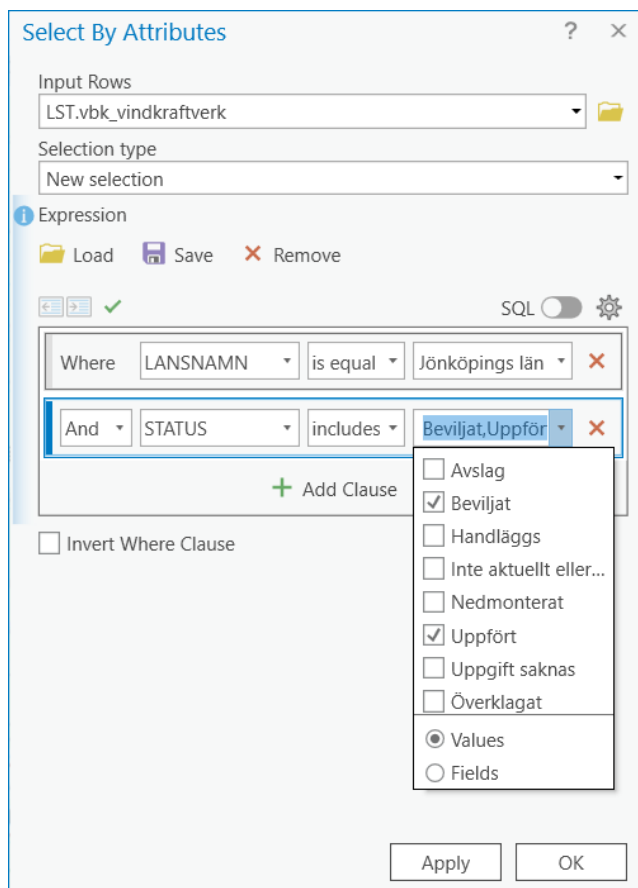 Select By Attributes ? ×
Input Rows
LST.vbk_vindkraftverk
Selection type
New selection
Expression
Load Save Remove
SQL
Where LANSNAMN is equal Jönköpings län
And STATUS includes Beviljat,Uppför
Avslag
Beviljat
Handläggs
Inte aktuellt eller...
Nedmonterat
Uppfört
Uppgift saknas
Överklagat
Values
Fields
Add Clause
Invert Where Clause
Apply OK